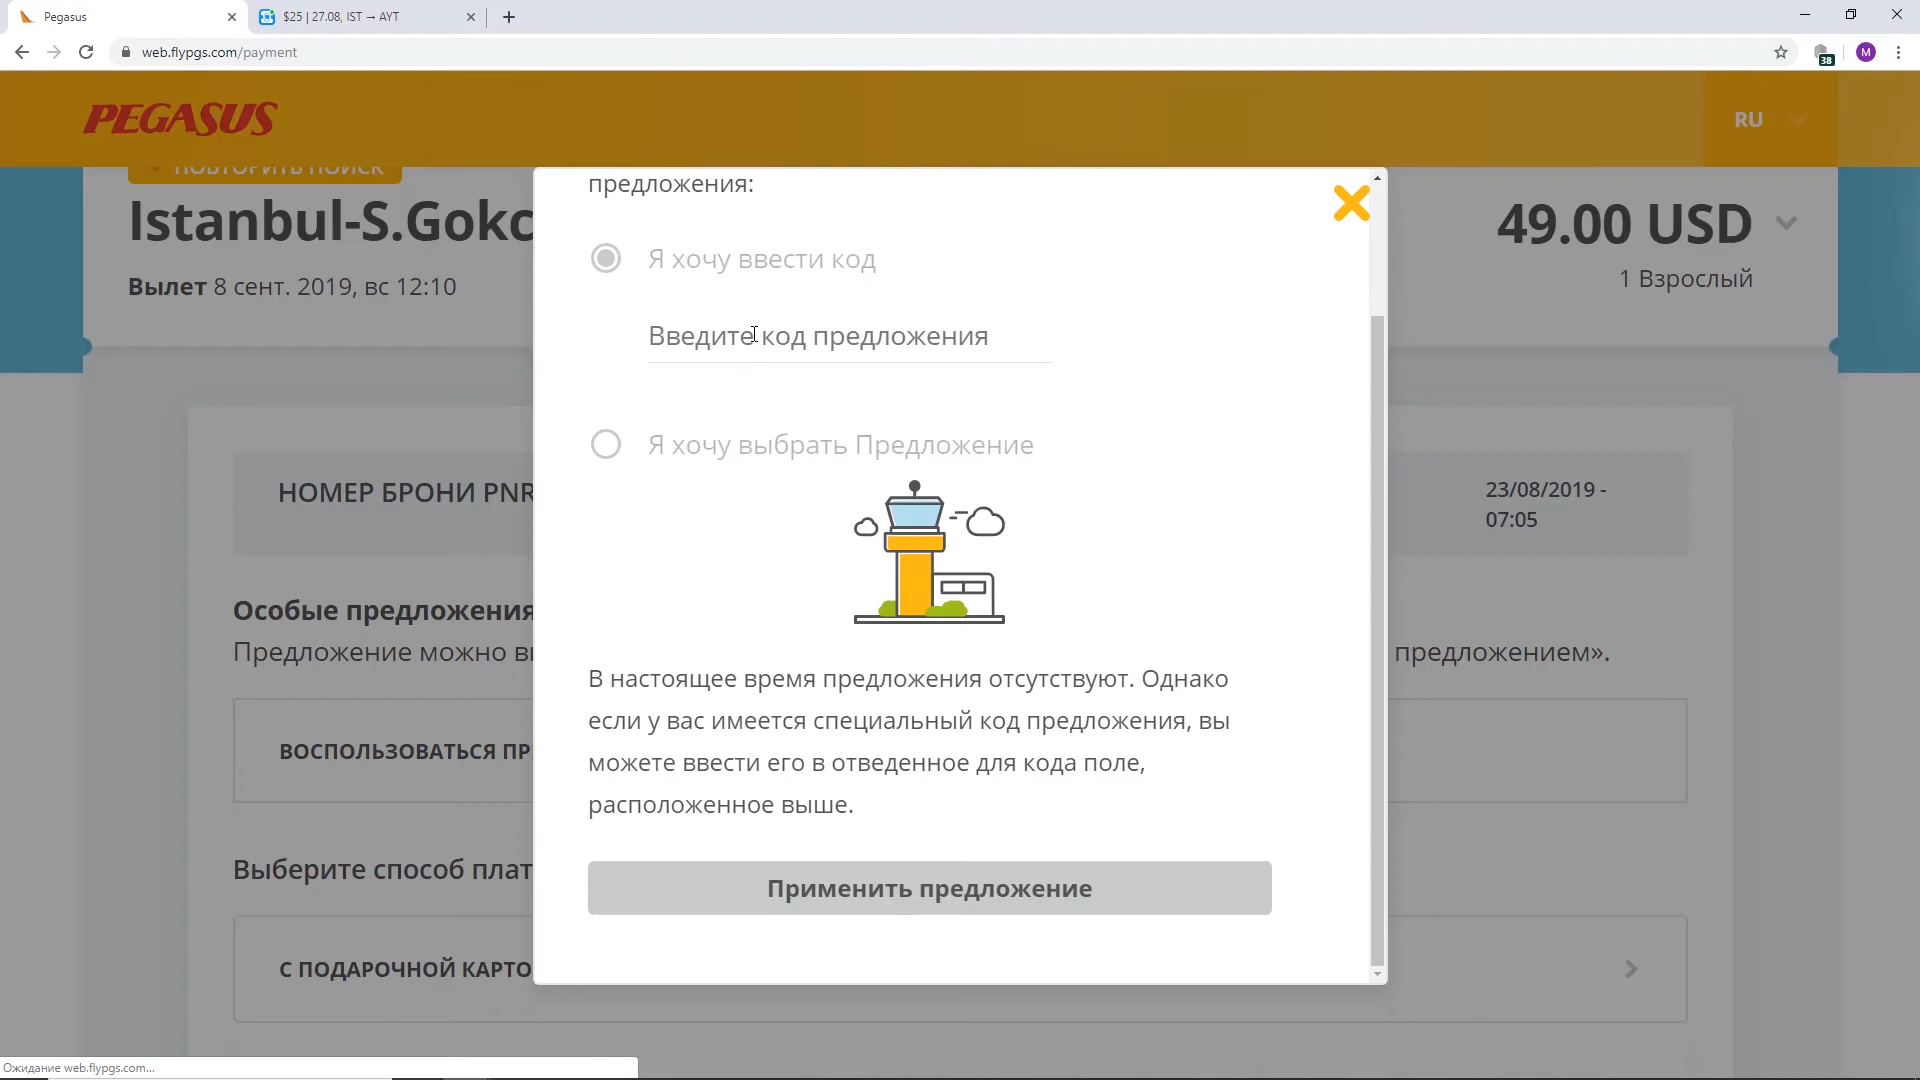 Pegasus
$25 | 27.08, IST → AYT
web.flypgs.com/payment
38
M
PEGASUS
RU
ПОВТОРИТЬ ПОИСК
Istanbul-S.Gokc
49.00 USD
Вылет 8 сент. 2019, вс 12:10
1 Взрослый
предложения:
Я хочу ввести код
Введите код предложения
Я хочу выбрать Предложение
НОМЕР БРОНИ PNR
23/08/2019 -
07:05
Особые предложения
Предложение можно
предложением».
В настоящее время предложения отсутствуют. Однако
если у вас имеется специальный код предложения, вы
можете ввести его в отведенное для кода поле,
расположенное выше.
ВОСПОЛЬЗОВАТЬСЯ ПР
Выберите способ плат
Применить предложение
С ПОДАРОЧНОЙ КАРТО
Ожидание web.flypgs.com...